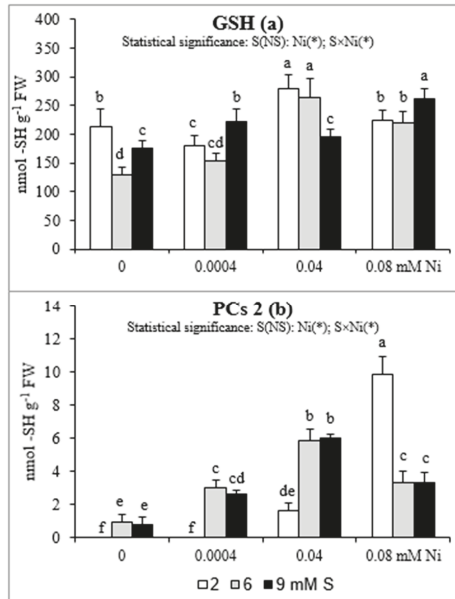 GSH (a)
Statistical significance: S(NS): Ni(*); S×Ni(*)
nmol -SH g⁻¹ FW
400
350
300
250
200
150
100
50
0
b d c
c cd b
a a c
b b a
0 0.0004 0.04 0.08 mM Ni
PCs 2 (b)
Statistical significance: S(NS): Ni(*); S×Ni(*)
nmol -SH g⁻¹ FW
14
12
10
8
6
4
2
0
f e e
f c cd
de b b
a c c
0 0.0004 0.04 0.08 mM Ni
2 6 9 mM S